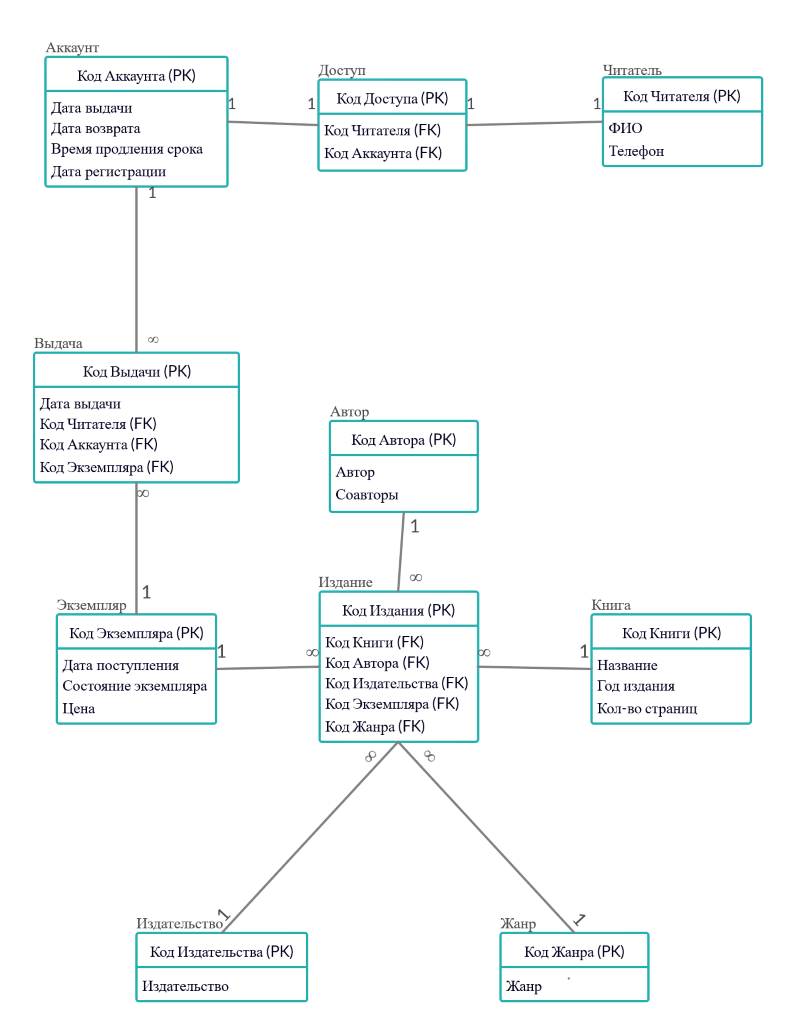 Аккаунт
Код Аккаунта (PK)
Дата выдачи
Дата возврата
Время продления срока
Дата регистрации
1
1
Доступ
Код Доступа (PK)
Код Читателя (FK)
Код Аккаунта (FK)
1
1
Читатель
Код Читателя (PK)
ФИО
Телефон
1
∞
Выдача
Код Выдачи (PK)
Дата выдачи
Код Читателя (FK)
Код Аккаунта (FK)
Код Экземпляра (FK)
∞
1
Автор
Код Автора (PK)
Автор
Соавторы
1
∞
Экземпляр
Код Экземпляра (PK)
Дата поступления
Состояние экземпляра
Цена
1
∞
Издание
Код Издания (PK)
Код Книги (FK)
Код Автора (FK)
Код Издательства (FK)
Код Экземпляра (FK)
Код Жанра (FK)
∞
1
Книга
Код Книги (PK)
Название
Год издания
Кол-во страниц
∞
∞
1
1
Издательство
Код Издательства (PK)
Издательство
Жанр
Код Жанра (PK)
Жанр